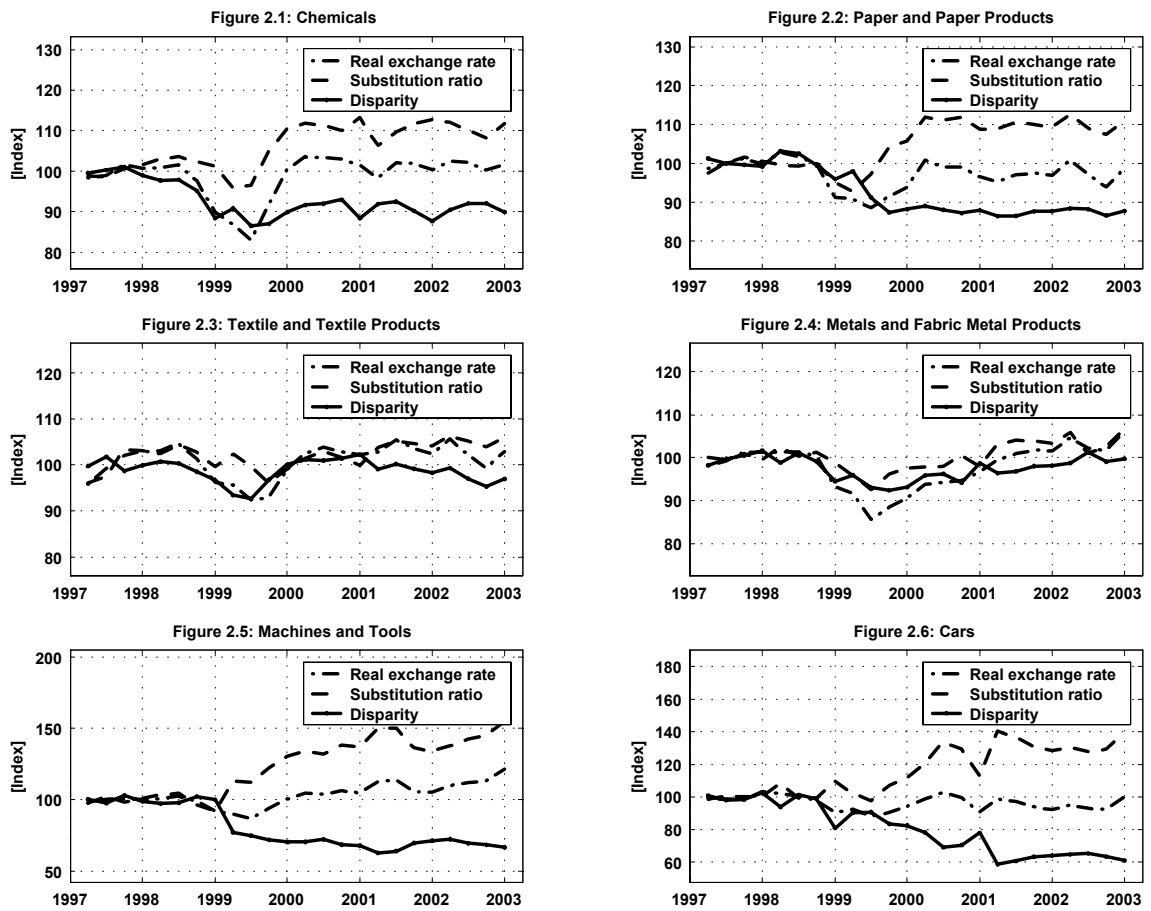 Figure 2.1: Chemicals
[Index]
130
120
110
100
90
80
1997 1998 1999 2000 2001 2002 2003
Real exchange rate
Substitution ratio
Disparity
Figure 2.2: Paper and Paper Products
[Index]
130
120
110
100
90
80
1997 1998 1999 2000 2001 2002 2003
Real exchange rate
Substitution ratio
Disparity
Figure 2.3: Textile and Textile Products
[Index]
120
110
100
90
80
1997 1998 1999 2000 2001 2002 2003
Real exchange rate
Substitution ratio
Disparity
Figure 2.4: Metals and Fabric Metal Products
[Index]
120
110
100
90
80
1997 1998 1999 2000 2001 2002 2003
Real exchange rate
Substitution ratio
Disparity
Figure 2.5: Machines and Tools
[Index]
200
150
100
50
1997 1998 1999 2000 2001 2002 2003
Real exchange rate
Substitution ratio
Disparity
Figure 2.6: Cars
[Index]
180
160
140
120
100
80
60
1997 1998 1999 2000 2001 2002 2003
Real exchange rate
Substitution ratio
Disparity